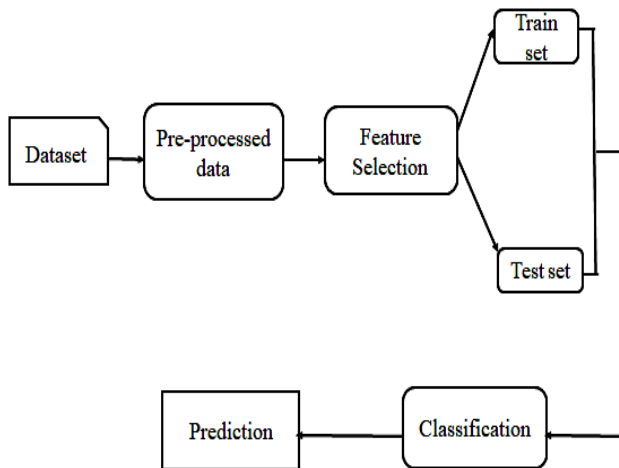 Dataset
Pre-processed
data
Feature
Selection
Train
set
Test set
Prediction
Classification